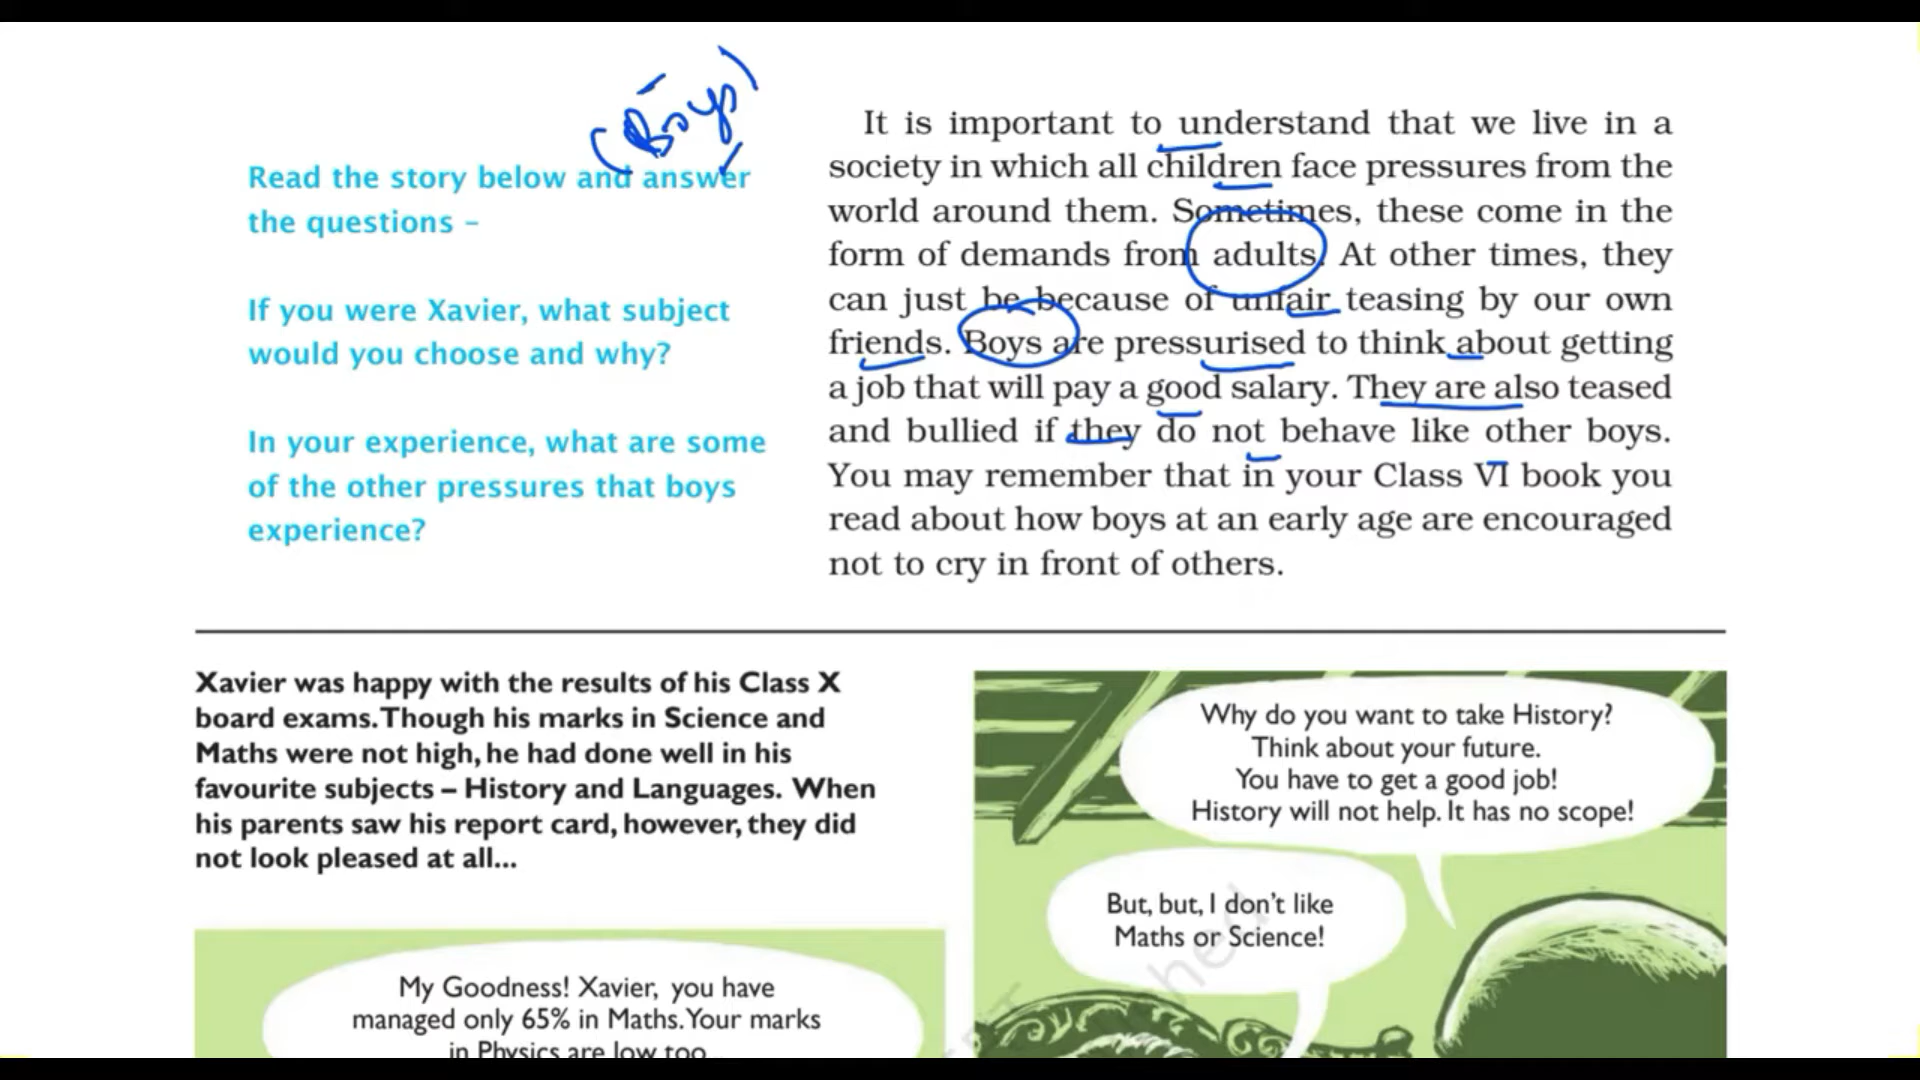 (Boys)
Read the story below and answer
the questions –
If you were Xavier, what subject
would you choose and why?
In your experience, what are some
of the other pressures that boys
experience?
It is important to understand that we live in a
society in which all children face pressures from the
world around them. Sometimes, these come in the
form of demands from adults. At other times, they
can just be because of unfair teasing by our own
friends. Boys are pressurised to think about getting
a job that will pay a good salary. They are also teased
and bullied if they do not behave like other boys.
You may remember that in your Class VI book you
read about how boys at an early age are encouraged
not to cry in front of others.
Xavier was happy with the results of his Class X
board exams. Though his marks in Science and
Maths were not high, he had done well in his
favourite subjects – History and Languages. When
his parents saw his report card, however, they did
not look pleased at all...
My Goodness! Xavier, you have
managed only 65% in Maths. Your marks
in Physics are low too
Why do you want to take History?
Think about your future.
You have to get a good job!
History will not help. It has no scope!
But, but, I don't like
Maths or Science!